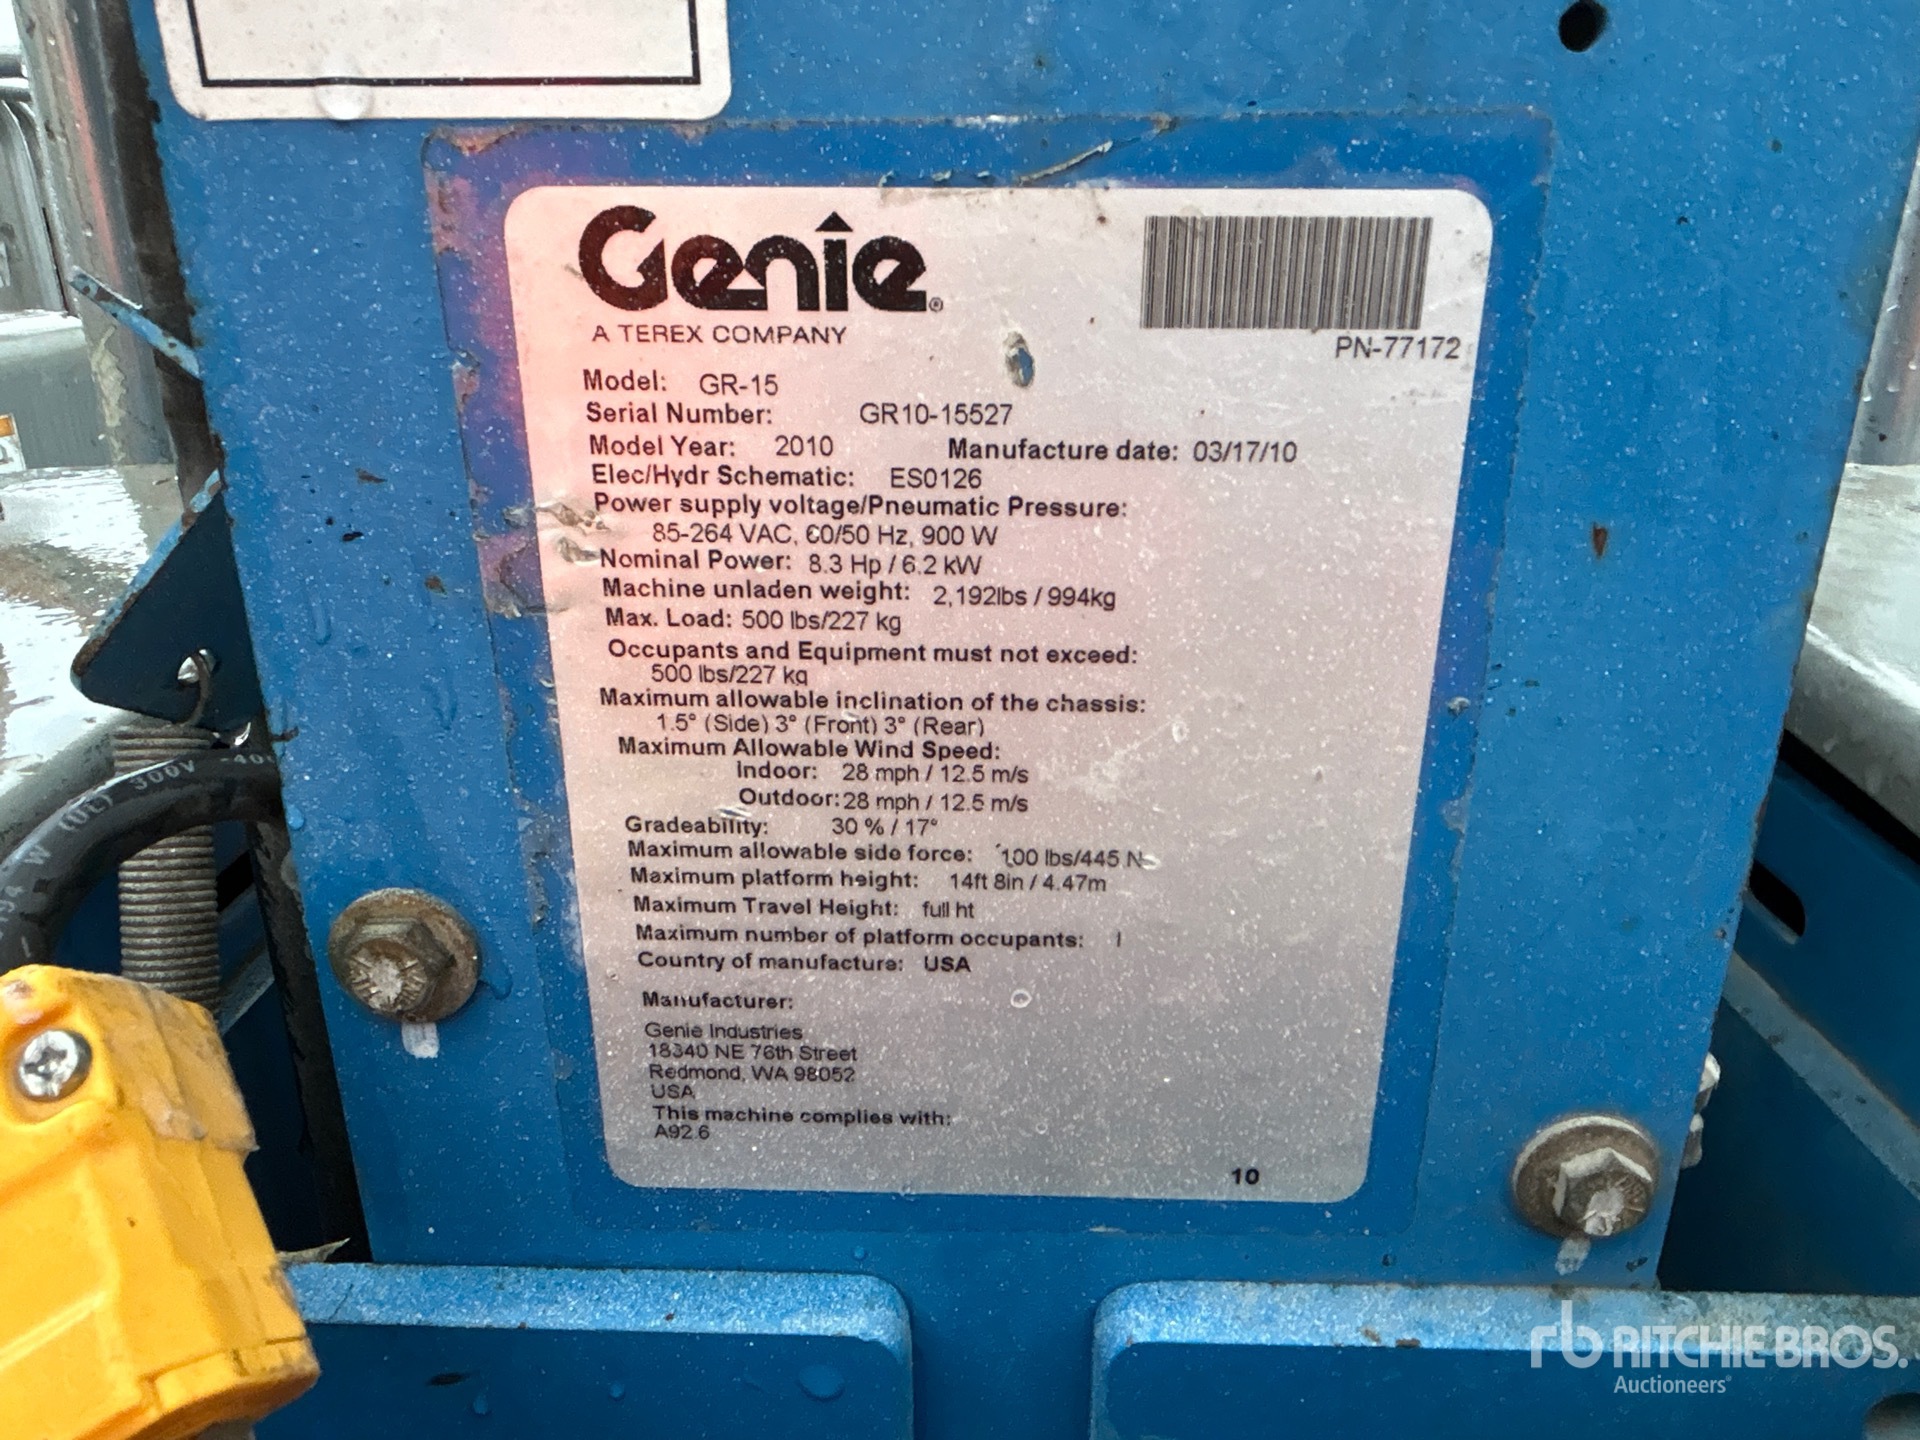 Genie®
A TEREX COMPANY
PN-77172
Model: GR-15
Serial Number: GR10-15527
Model Year: 2010 Manufacture date: 03/17/10
Elec/Hydr Schematic: ES0126
Power supply voltage/Pneumatic Pressure:
85-264 VAC, 60/50 Hz, 900 W
Nominal Power: 8.3 Hp / 6.2 kW
Machine unladen weight: 2,192lbs / 994kg
Max. Load: 500 lbs/227 kg
Occupants and Equipment must not exceed:
500 lbs/227 kg
Maximum allowable inclination of the chassis:
1.5° (Side) 3° (Front) 3° (Rear)
Maximum Allowable Wind Speed:
Indoor: 28 mph / 12.5 m/s
Outdoor: 28 mph / 12.5 m/s
Gradeability: 30 % / 17°
Maximum allowable side force: 100 lbs/445 N
Maximum platform height: 14ft 8in / 4.47m
Maximum Travel Height: full ht
Maximum number of platform occupants: 1
Country of manufacture: USA
Manufacturer:
Genie Industries
18340 NE 76th Street
Redmond, WA 98052
USA
This machine complies with:
A92.6
10
(UL) 300V
rb RITCHIE BROS.
Auctioneers®